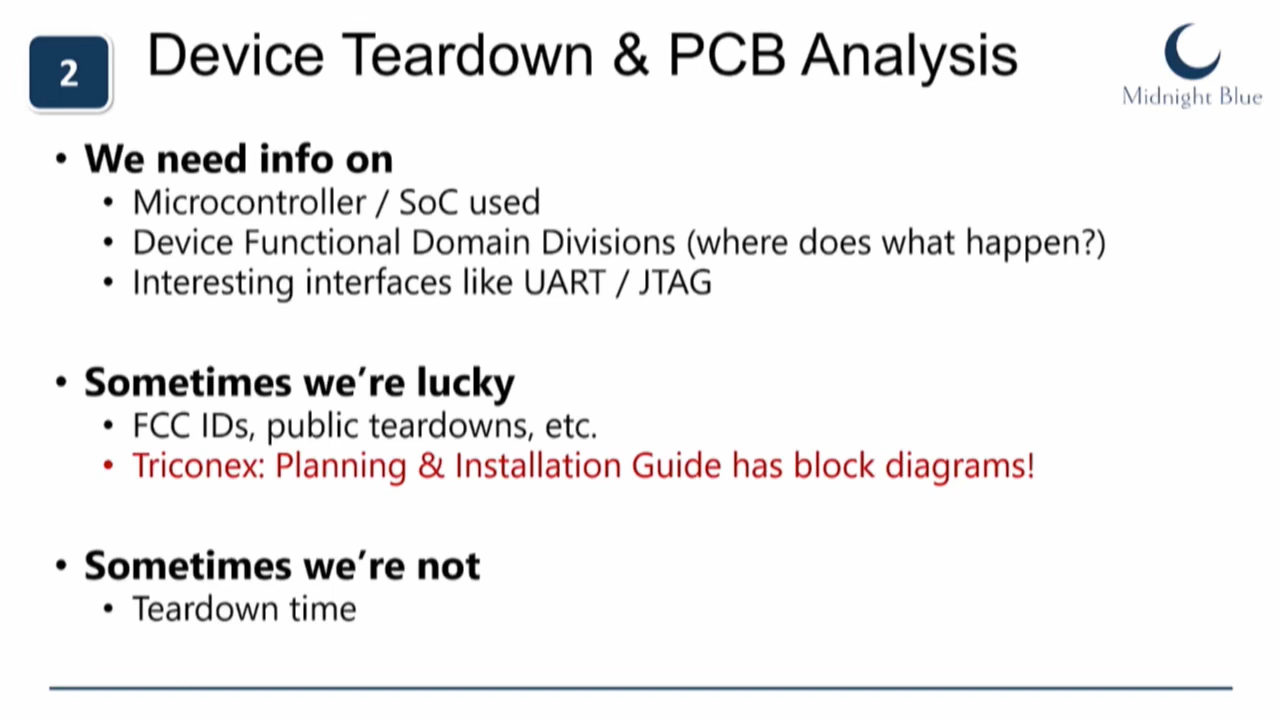 2
Device Teardown & PCB Analysis
Midnight Blue
• We need info on
• Microcontroller / SoC used
• Device Functional Domain Divisions (where does what happen?)
• Interesting interfaces like UART / JTAG
• Sometimes we’re lucky
• FCC IDs, public teardowns, etc.
• Triconex: Planning & Installation Guide has block diagrams!
• Sometimes we’re not
• Teardown time